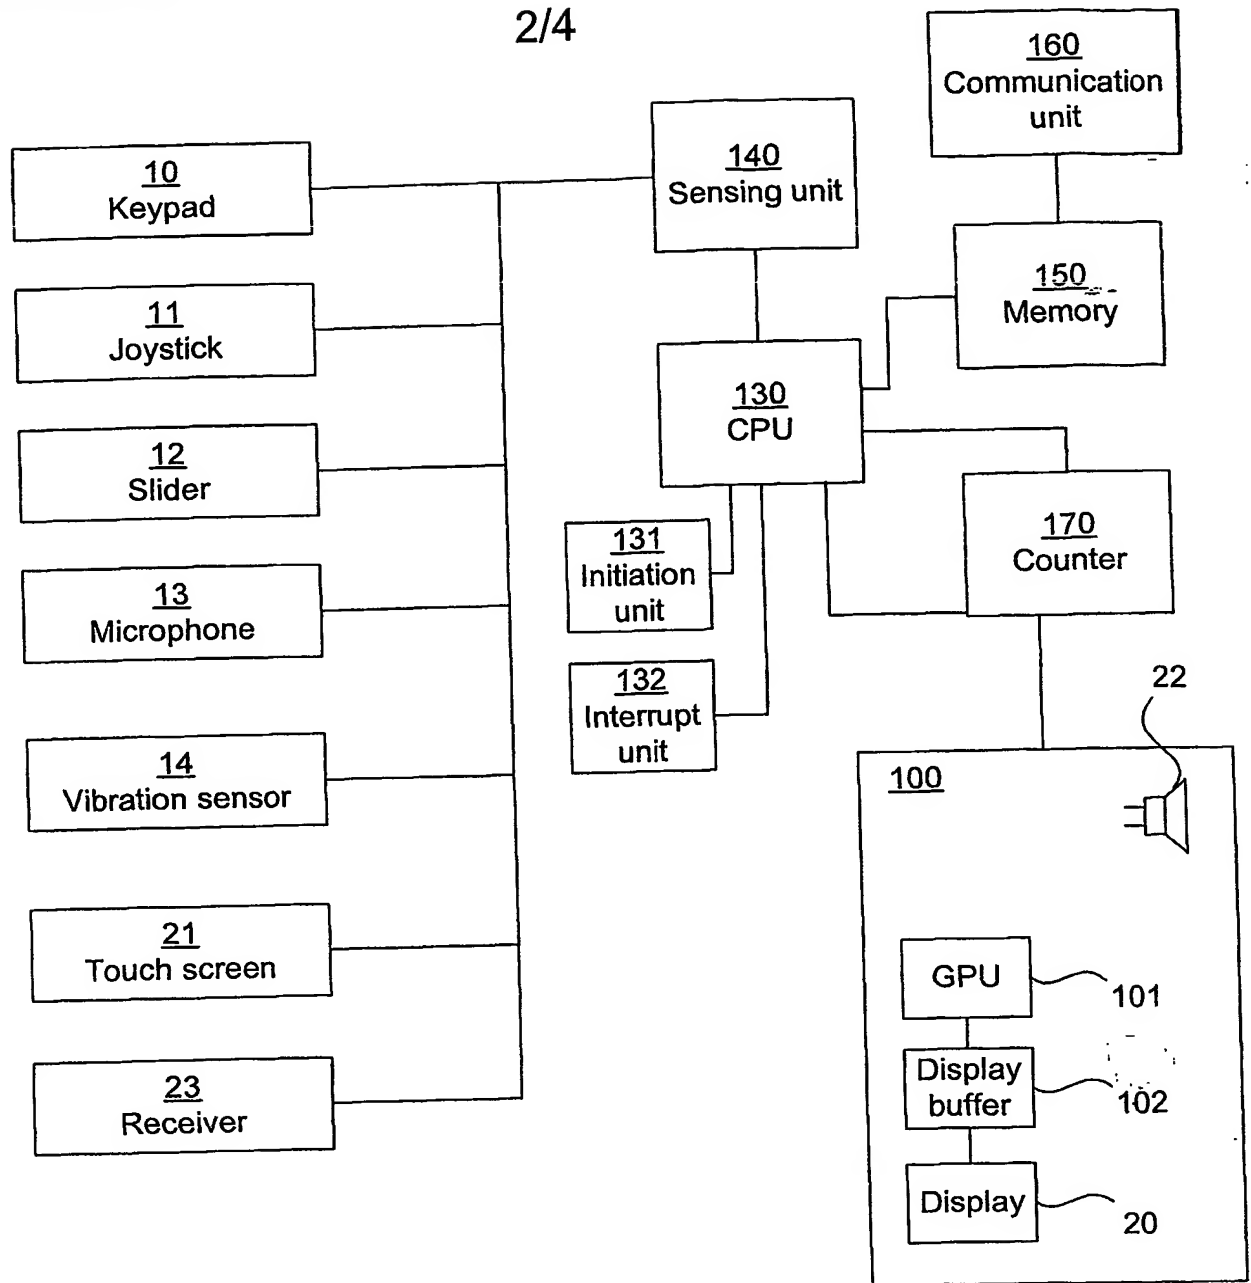 2/4
160
Communication
unit
140
Sensing unit
10
Keypad
150
Memory
11
Joystick
130
CPU
12
Slider
170
Counter
131
Initiation
unit
13
Microphone
132
Interrupt
unit
22
14
Vibration sensor
100
21
Touch screen
GPU
101
Display
buffer
102
23
Receiver
Display
20